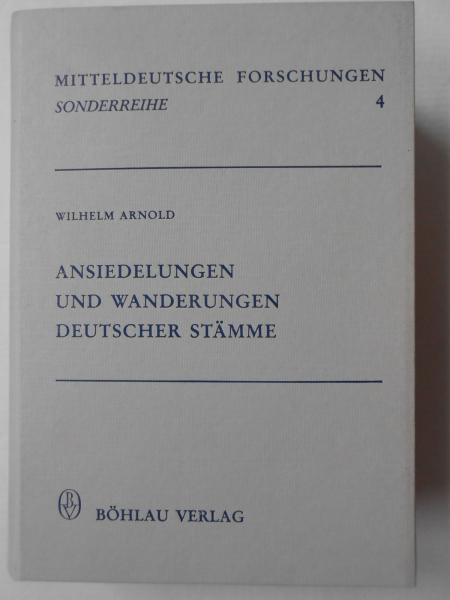 MITTELDEUTSCHE FORSCHUNGEN
SONDERREIHE 4
WILHELM ARNOLD
ANSIEDELUNGEN
UND WANDERUNGEN
DEUTSCHER STÄMME
BÖHLAU VERLAG